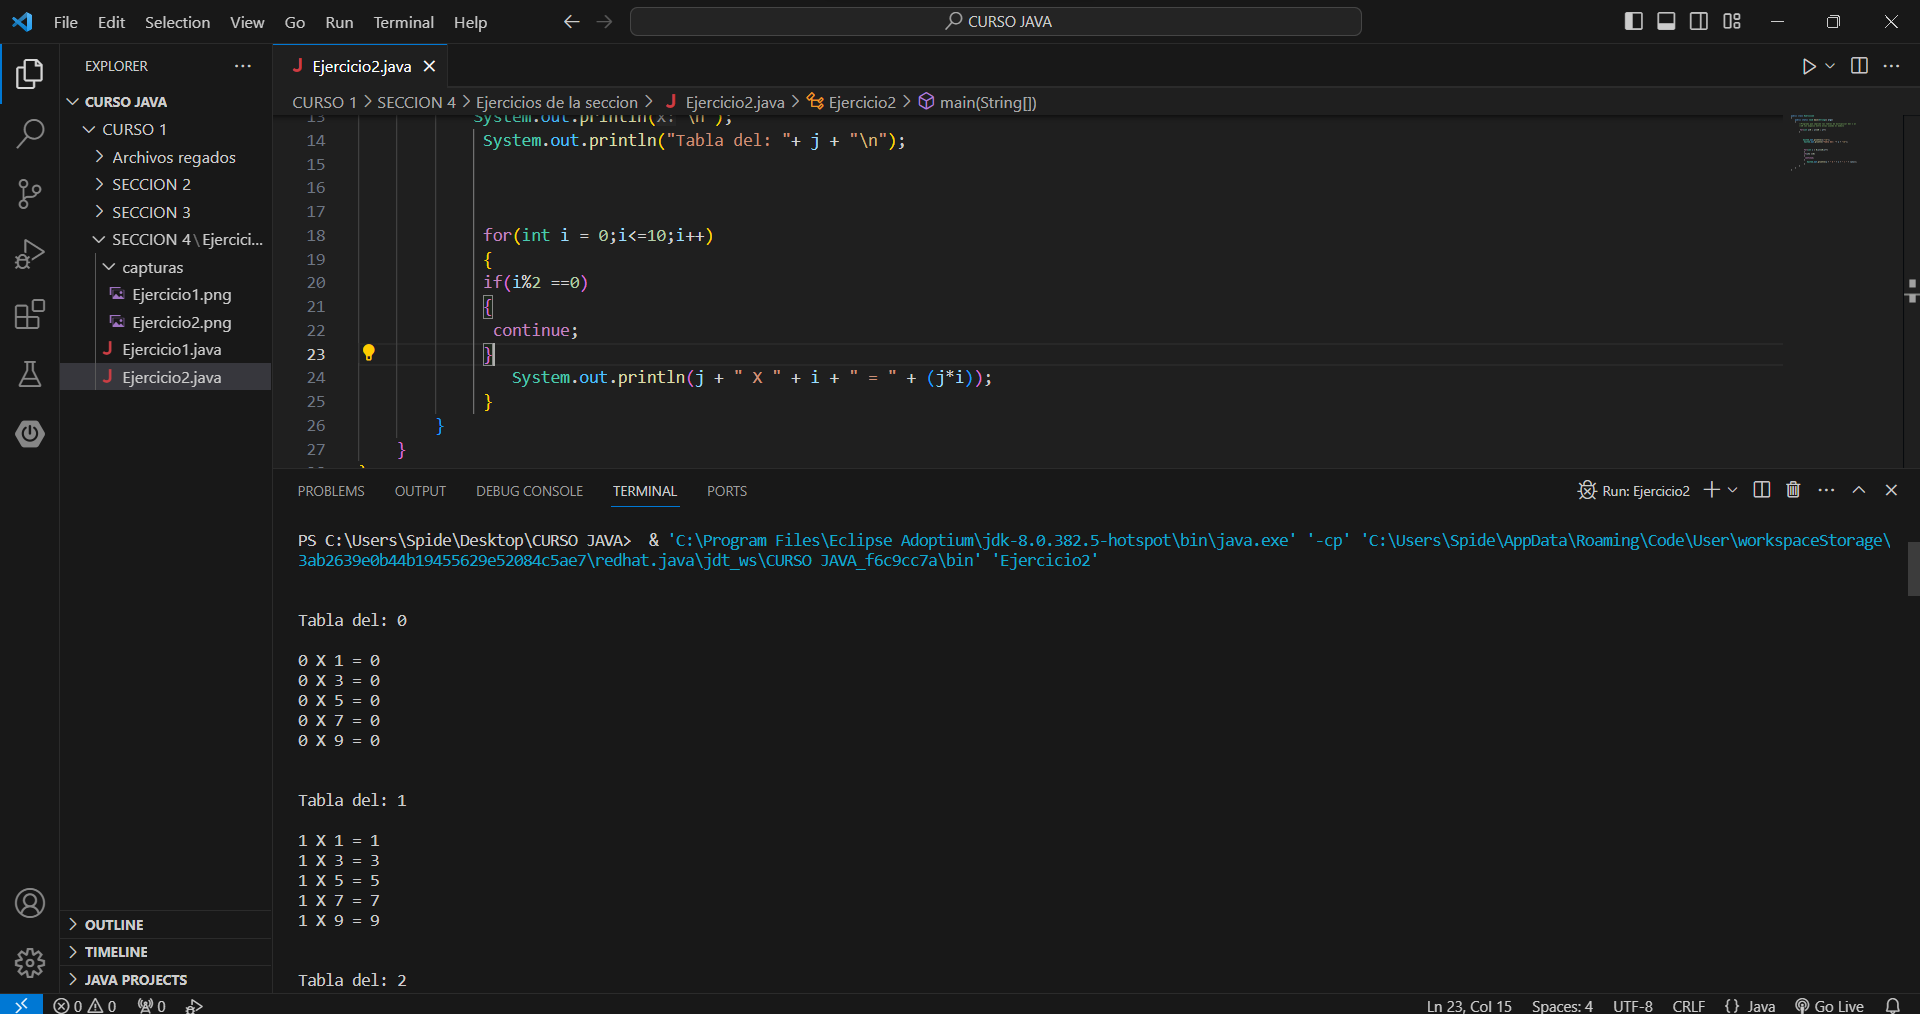 File Edit Selection View Go Run Terminal Help
CURSO JAVA
EXPLORER
CURSO JAVA
CURSO 1
Archivos regados
SECCION 2
SECCION 3
SECCION 4\Ejercici...
capturas
Ejercicio1.png
Ejercicio2.png
Ejercicio1.java
Ejercicio2.java
OUTLINE
TIMELINE
JAVA PROJECTS
Ejercicio2.java
CURSO 1 > SECCION 4 > Ejercicios de la seccion > Ejercicio2.java > Ejercicio2 > main(String[])
13 System.out.println(x: "\n");
14 System.out.println("Tabla del: "+ j + "\n");
15
16
17
18 for(int i = 0;i<=10;i++)
19 {
20 if(i%2 ==0)
21 {
22 continue;
23 }
24 System.out.println(j + " X " + i + " = " + (j*i));
25 }
26 }
27 }
PROBLEMS OUTPUT DEBUG CONSOLE TERMINAL PORTS
Run: Ejercicio2
PS C:\Users\Spide\Desktop\CURSO JAVA> & 'C:\Program Files\Eclipse Adoptium\jdk-8.0.382.5-hotspot\bin\java.exe' '-cp' 'C:\Users\Spide\AppData\Roaming\Code\User\workspaceStorage\
3ab2639e0b44b19455629e52084c5ae7\redhat.java\jdt_ws\CURSO JAVA_f6c9cc7a\bin' 'Ejercicio2'
Tabla del: 0
0 X 1 = 0
0 X 3 = 0
0 X 5 = 0
0 X 7 = 0
0 X 9 = 0
Tabla del: 1
1 X 1 = 1
1 X 3 = 3
1 X 5 = 5
1 X 7 = 7
1 X 9 = 9
Tabla del: 2
0 0 0
Ln 23, Col 15 Spaces: 4 UTF-8 CRLF {} Java Go Live